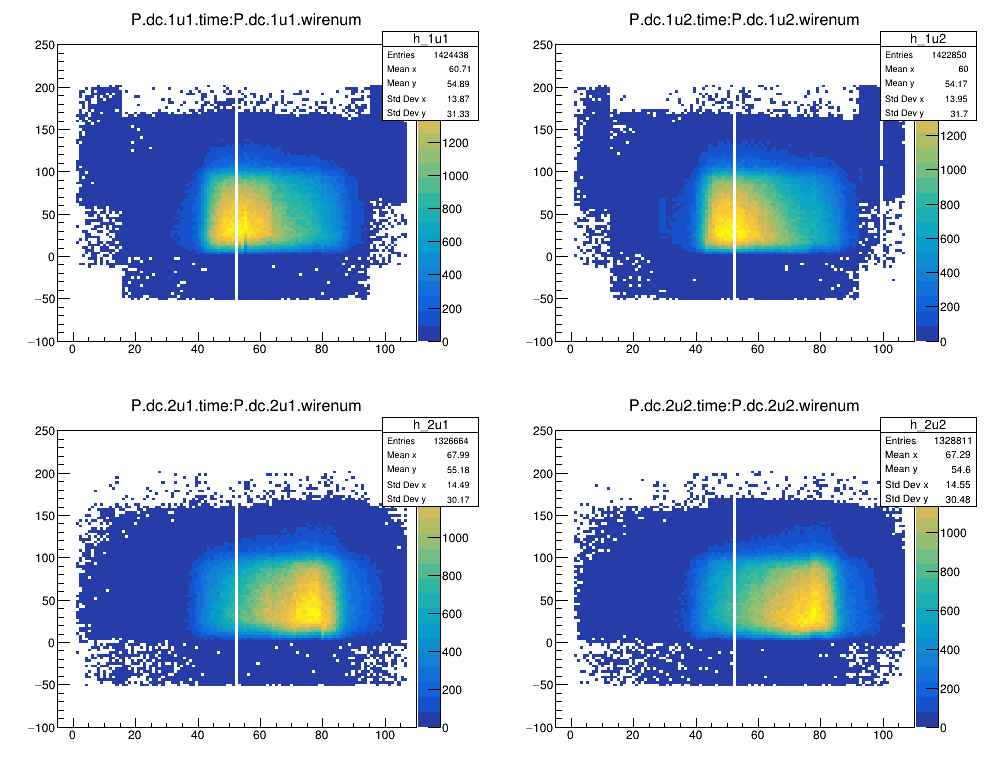 P.dc.1u1.time:P.dc.1u1.wirenum
h_1u1
Entries 1424438
Mean x 60.71
Mean y 54.89
Std Dev x 13.87
Std Dev y 31.33
250
200
150
100
50
0
−50
−100
0 20 40 60 80 100
1200
1000
800
600
400
200
0
P.dc.1u2.time:P.dc.1u2.wirenum
h_1u2
Entries 1422850
Mean x 60
Mean y 54.17
Std Dev x 13.95
Std Dev y 31.7
250
200
150
100
50
0
−50
−100
0 20 40 60 80 100
1200
1000
800
600
400
200
0
P.dc.2u1.time:P.dc.2u1.wirenum
h_2u1
Entries 1326664
Mean x 67.99
Mean y 55.18
Std Dev x 14.49
Std Dev y 30.17
250
200
150
100
50
0
−50
−100
0 20 40 60 80 100
1000
800
600
400
200
0
P.dc.2u2.time:P.dc.2u2.wirenum
h_2u2
Entries 1328811
Mean x 67.29
Mean y 54.6
Std Dev x 14.55
Std Dev y 30.48
250
200
150
100
50
0
−50
−100
0 20 40 60 80 100
1000
800
600
400
200
0